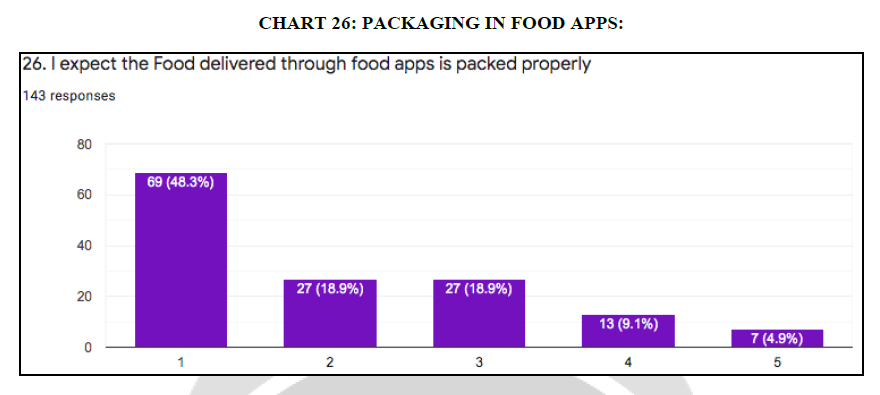 CHART 26: PACKAGING IN FOOD APPS:
26. I expect the Food delivered through food apps is packed properly
143 responses
80
69 (48.3%)
60
40
27 (18.9%) 27 (18.9%)
20
13 (9.1%)
7 (4.9%)
0
1 2 3 4 5